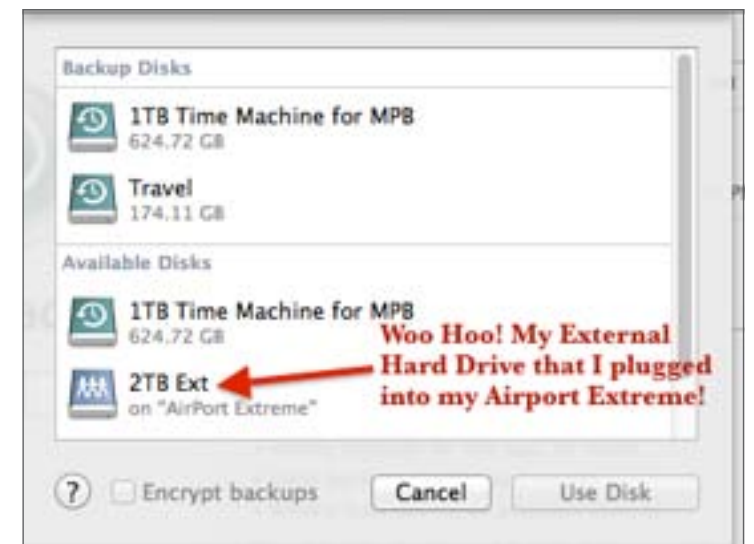 Backup Disks
1TB Time Machine for MPB
624.72 GB
Travel
174.11 GB
Available Disks
1TB Time Machine for MPB
624.72 GB
Woo Hoo! My External
Hard Drive that I plugged
into my Airport Extreme!
2TB Ext
on "AirPort Extreme"
?
Encrypt backups
Cancel
Use Disk